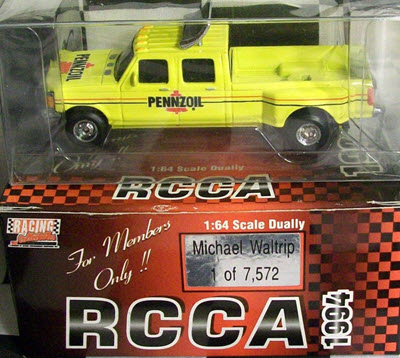 PENNZOIL
PENNZOIL
Only !!
1:64 Scale Dually
RCCA
RACING
For Members
Only !!
1:64 Scale Dually
Michael Waltrip
1 of 7,572
RCCA
1994